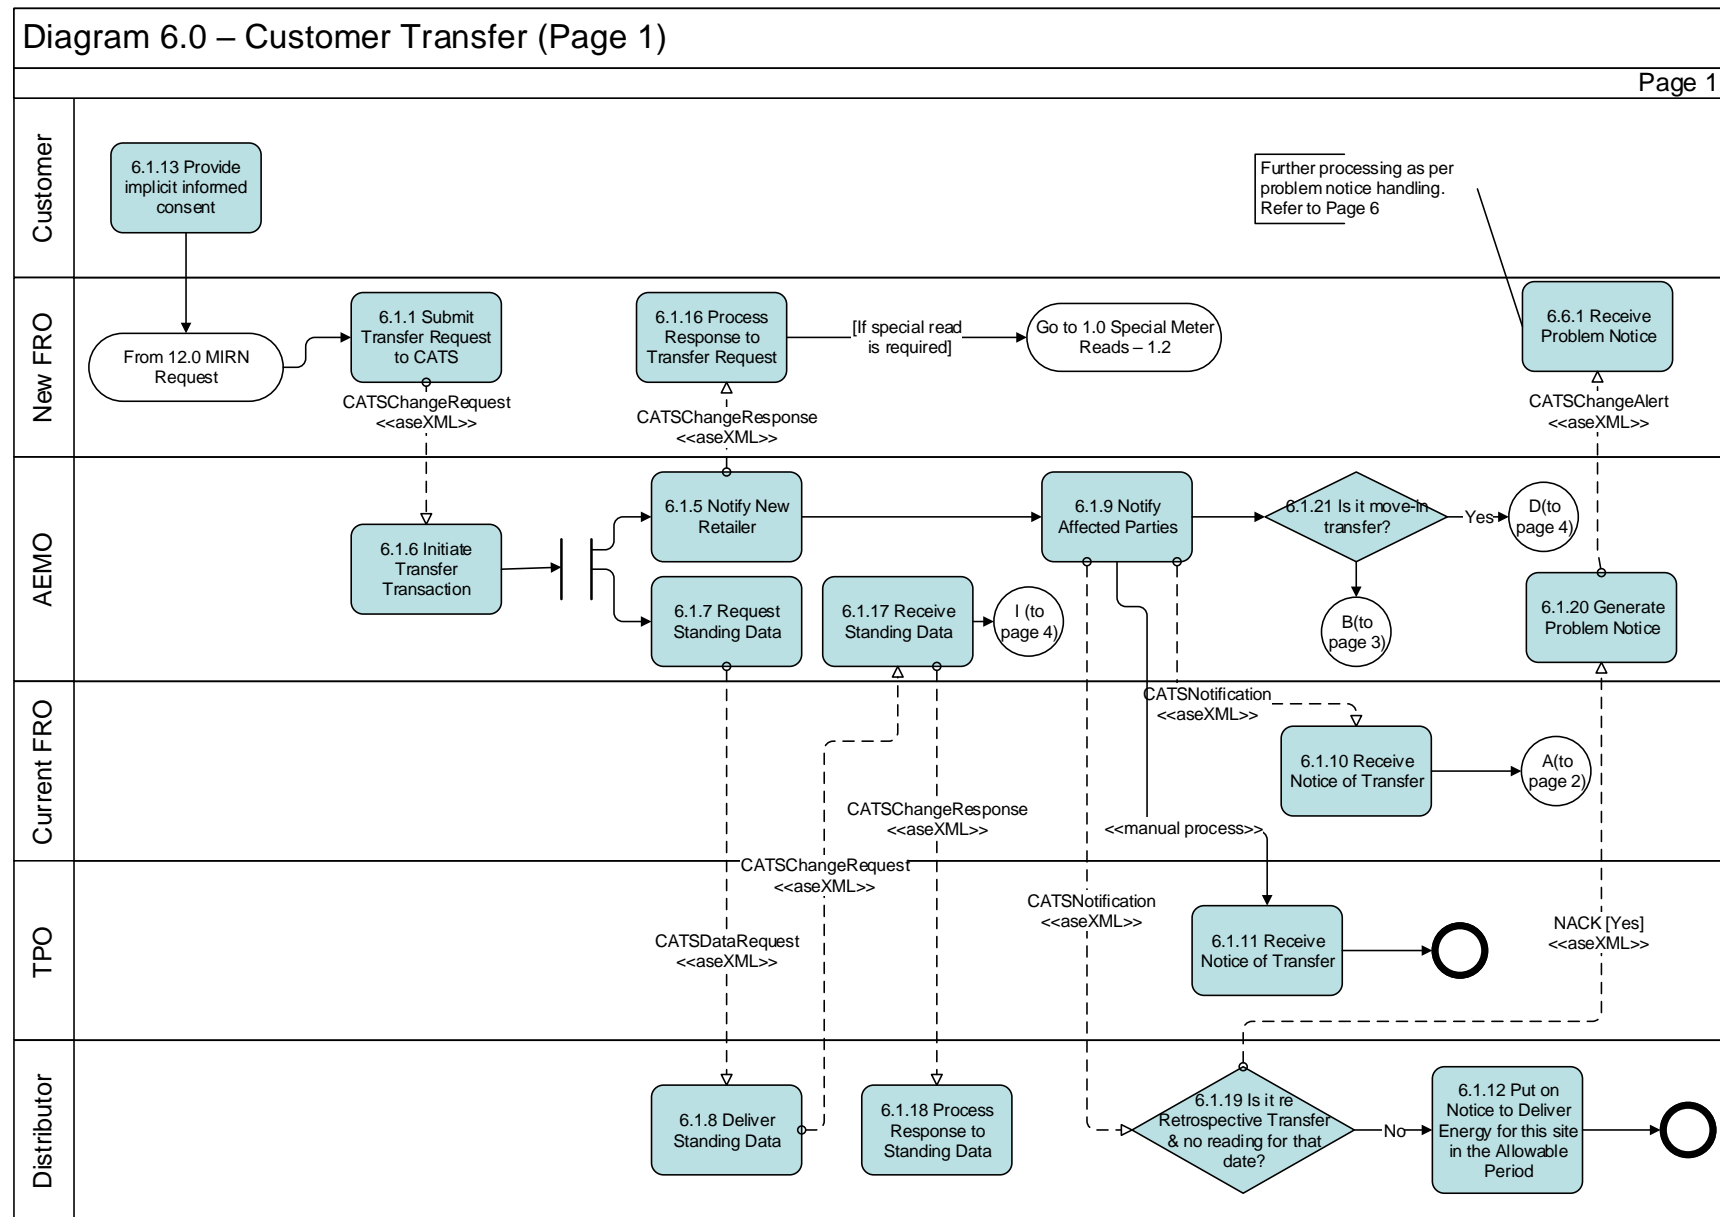 Diagram 6.0 – Customer Transfer (Page 1)
Page 1
Customer
6.1.13 Provide
implicit informed
consent
Further processing as per
problem notice handling.
Refer to Page 6
New FRO
From 12.0 MIRN
Request
6.1.1 Submit
Transfer Request
to CATS
CATSChangeRequest
<<aseXML>>
6.1.16 Process
Response to
Transfer Request
CATSChangeResponse
<<aseXML>>
[If special read
is required]
Go to 1.0 Special Meter
Reads – 1.2
6.6.1 Receive
Problem Notice
CATSChangeAlert
<<aseXML>>
AEMO
6.1.6 Initiate
Transfer
Transaction
6.1.5 Notify New
Retailer
6.1.7 Request
Standing Data
6.1.17 Receive
Standing Data
I (to
page 4)
6.1.9 Notify
Affected Parties
6.1.21 Is it move-in
transfer?
Yes
D(to
page 4)
B(to
page 3)
6.1.20 Generate
Problem Notice
Current FRO
CATSNotification
<<aseXML>>
6.1.10 Receive
Notice of Transfer
A(to
page 2)
CATSChangeResponse
<<aseXML>>
<<manual process>>
TPO
CATSChangeRequest
<<aseXML>>
CATSDataRequest
<<aseXML>>
CATSNotification
<<aseXML>>
6.1.11 Receive
Notice of Transfer
NACK [Yes]
<<aseXML>>
Distributor
6.1.8 Deliver
Standing Data
6.1.18 Process
Response to
Standing Data
6.1.19 Is it re
Retrospective Transfer
& no reading for that
date?
No
6.1.12 Put on
Notice to Deliver
Energy for this site
in the Allowable
Period